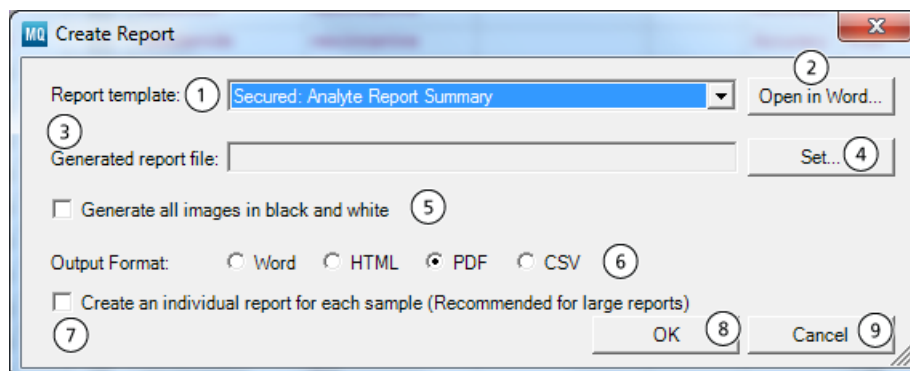 MQ Create Report X
2
Report template: 1 Secured: Analyte Report Summary Open in Word...
3
Generated report file: Set... 4
Generate all images in black and white 5
Output Format: Word HTML PDF CSV 6
Create an individual report for each sample (Recommended for large reports)
7 OK 8 Cancel 9